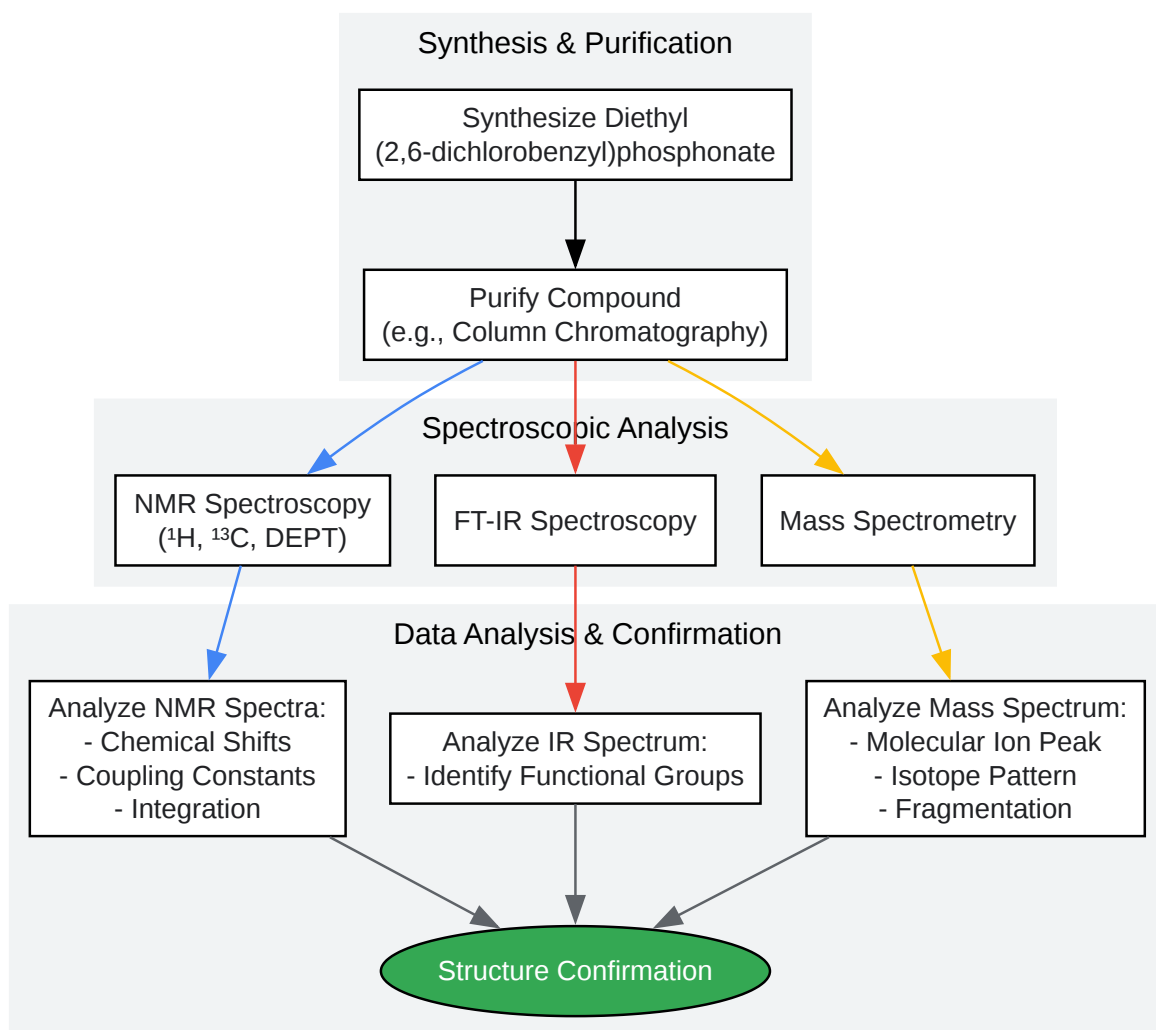 Synthesis & Purification
Synthesize Diethyl
(2,6-dichlorobenzyl)phosphonate
Purify Compound
(e.g., Column Chromatography)
Spectroscopic Analysis
NMR Spectroscopy
(¹H, ¹³C, DEPT)
FT-IR Spectroscopy
Mass Spectrometry
Data Analysis & Confirmation
Analyze NMR Spectra:
- Chemical Shifts
- Coupling Constants
- Integration
Analyze IR Spectrum:
- Identify Functional Groups
Analyze Mass Spectrum:
- Molecular Ion Peak
- Isotope Pattern
- Fragmentation
Structure Confirmation